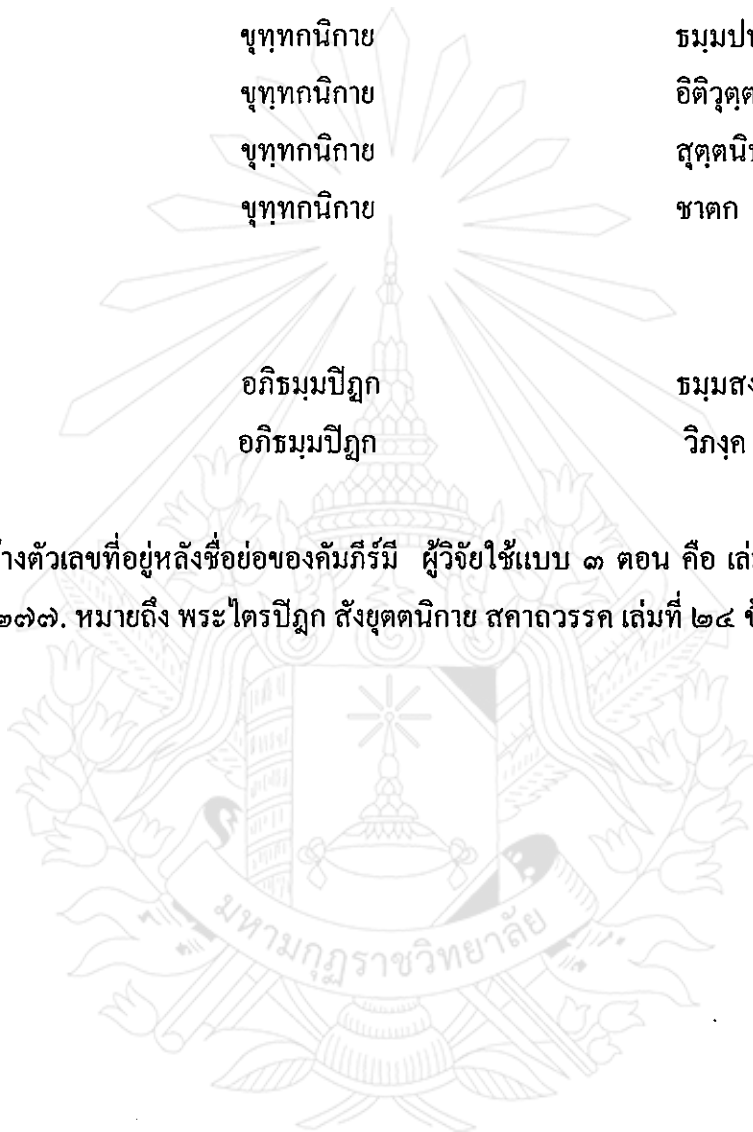 ขุทฺทกนิกาย ธมฺมปท
ขุทฺทกนิกาย อิติวุตฺต
ขุทฺทกนิกาย สุตฺตนิ
ขุทฺทกนิกาย ชาตก
อภิธมฺมปีฎก ธมฺมสง
อภิธมฺมปีฎก วิภงฺค
างตัวเลขที่อยู่หลังชื่อย่อของคัมภีร์มี ผู้วิจัยใช้แบบ ๓ ตอน คือ เล่
๒๗๗. หมายถึง พระไตรปิฎก สังยุตตนิกาย สคาถวรรค เล่มที่ ๒๔ ข้
มหามกุฏราชวิทยาลัย